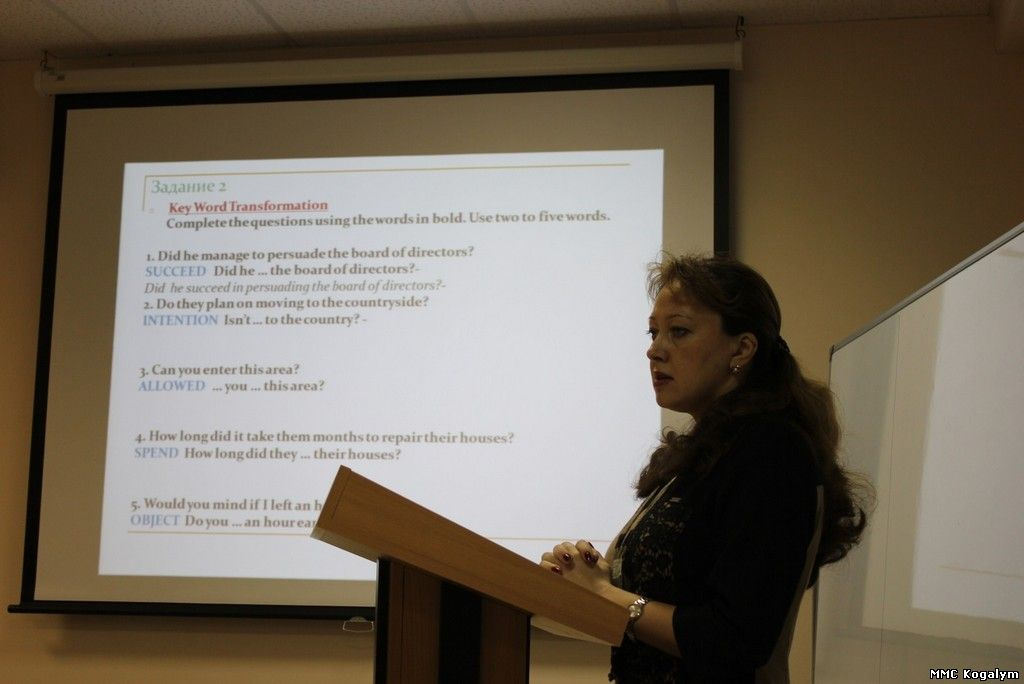 Задание 2
Key Word Transformation
Complete the questions using the words in bold. Use two to five words.
1. Did he manage to persuade the board of directors?
SUCCEED Did he ... the board of directors?-
Did he succeed in persuading the board of directors?-
2. Do they plan on moving to the countryside?
INTENTION Isn't ... to the country? -
3. Can you enter this area?
ALLOWED ... you ... this area?
4. How long did it take them months to repair their houses?
SPEND How long did they ... their houses?
5. Would you mind if I left an
OBJECT Do you ... an hour
MMC Kogalym